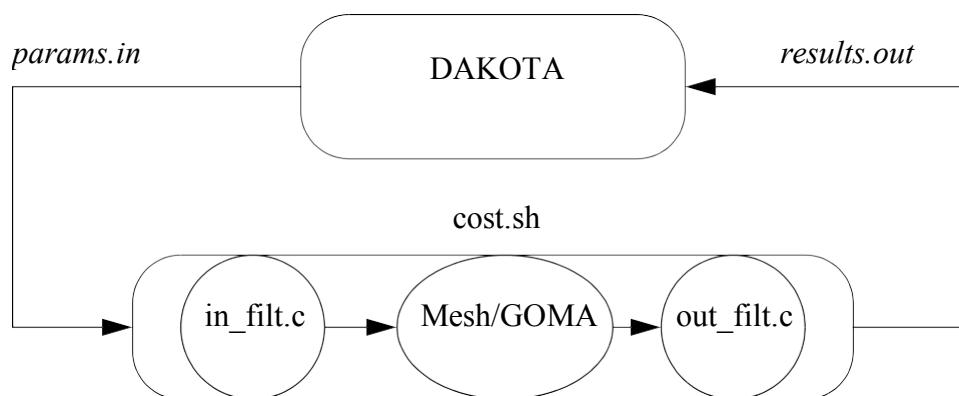 params.in
DAKOTA
results.out
cost.sh
in_filt.c
Mesh/GOMA
out_filt.c